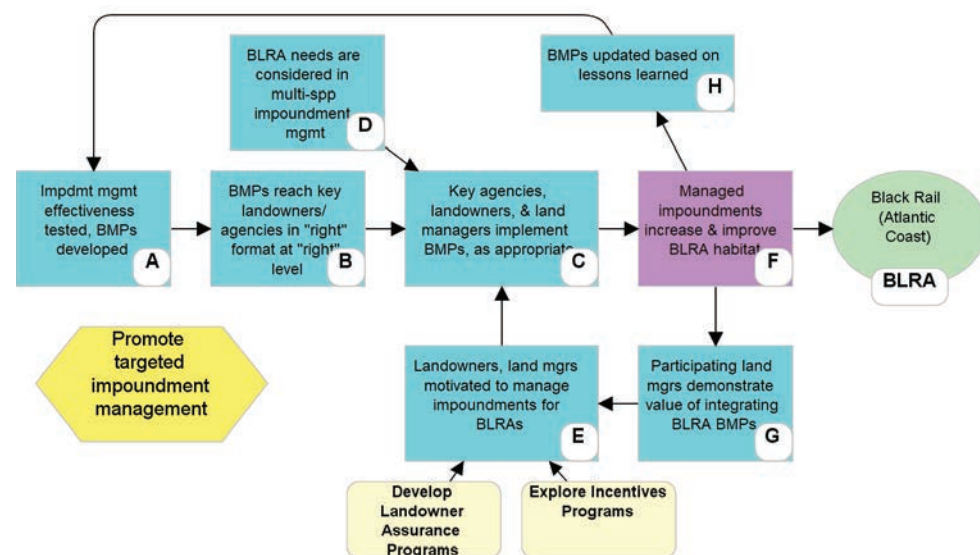 BLRA needs are
considered in
multi-spp
impoundment
mgmt
D
BMPs updated based on
lessons learned
H
Impdmt mgmt
effectiveness
tested, BMPs
developed
A
BMPs reach key
landowners/
agencies in "right"
format at "right"
level
B
Key agencies,
landowners, & land
managers implement
BMPs, as appropriate
C
Managed
impoundments
increase & improve
BLRA habitat
F
Black Rail
(Atlantic
Coast)
BLRA
Promote
targeted
impoundment
management
Landowners, land mgrs
motivated to manage
impoundments for
BLRAs
E
Participating land
mgrs demonstrate
value of integrating
BLRA BMPs
G
Develop
Landowner
Assurance
Programs
Explore Incentives
Programs